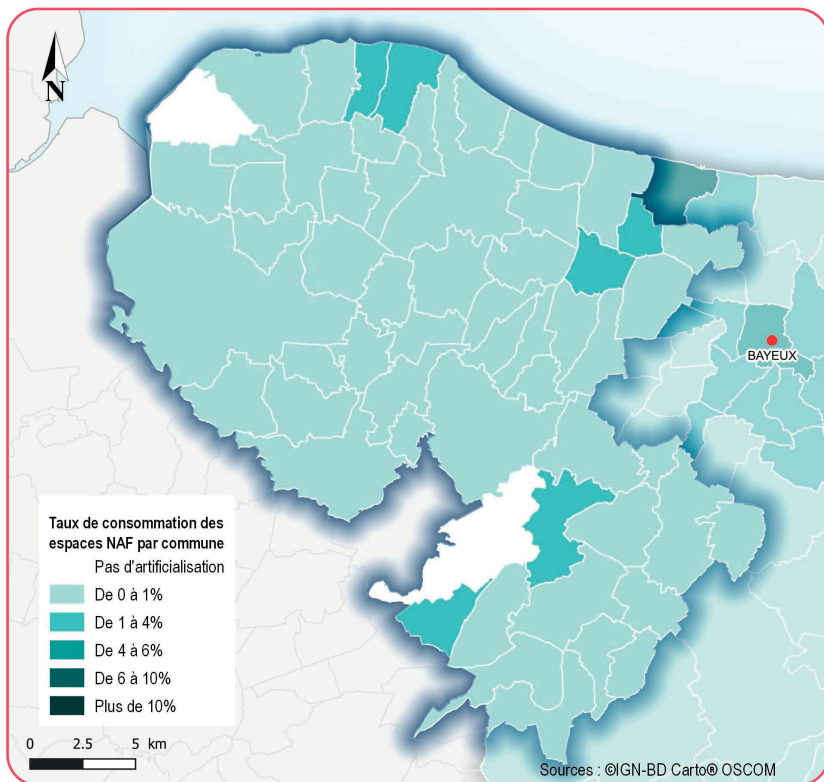 N
BAYEUX
Taux de consommation des
espaces NAF par commune
Pas d'artificialisation
De 0 à 1%
De 1 à 4%
De 4 à 6%
De 6 à 10%
Plus de 10%
0 2.5 5 km
Sources : ©IGN-BD Carto® OSCOM